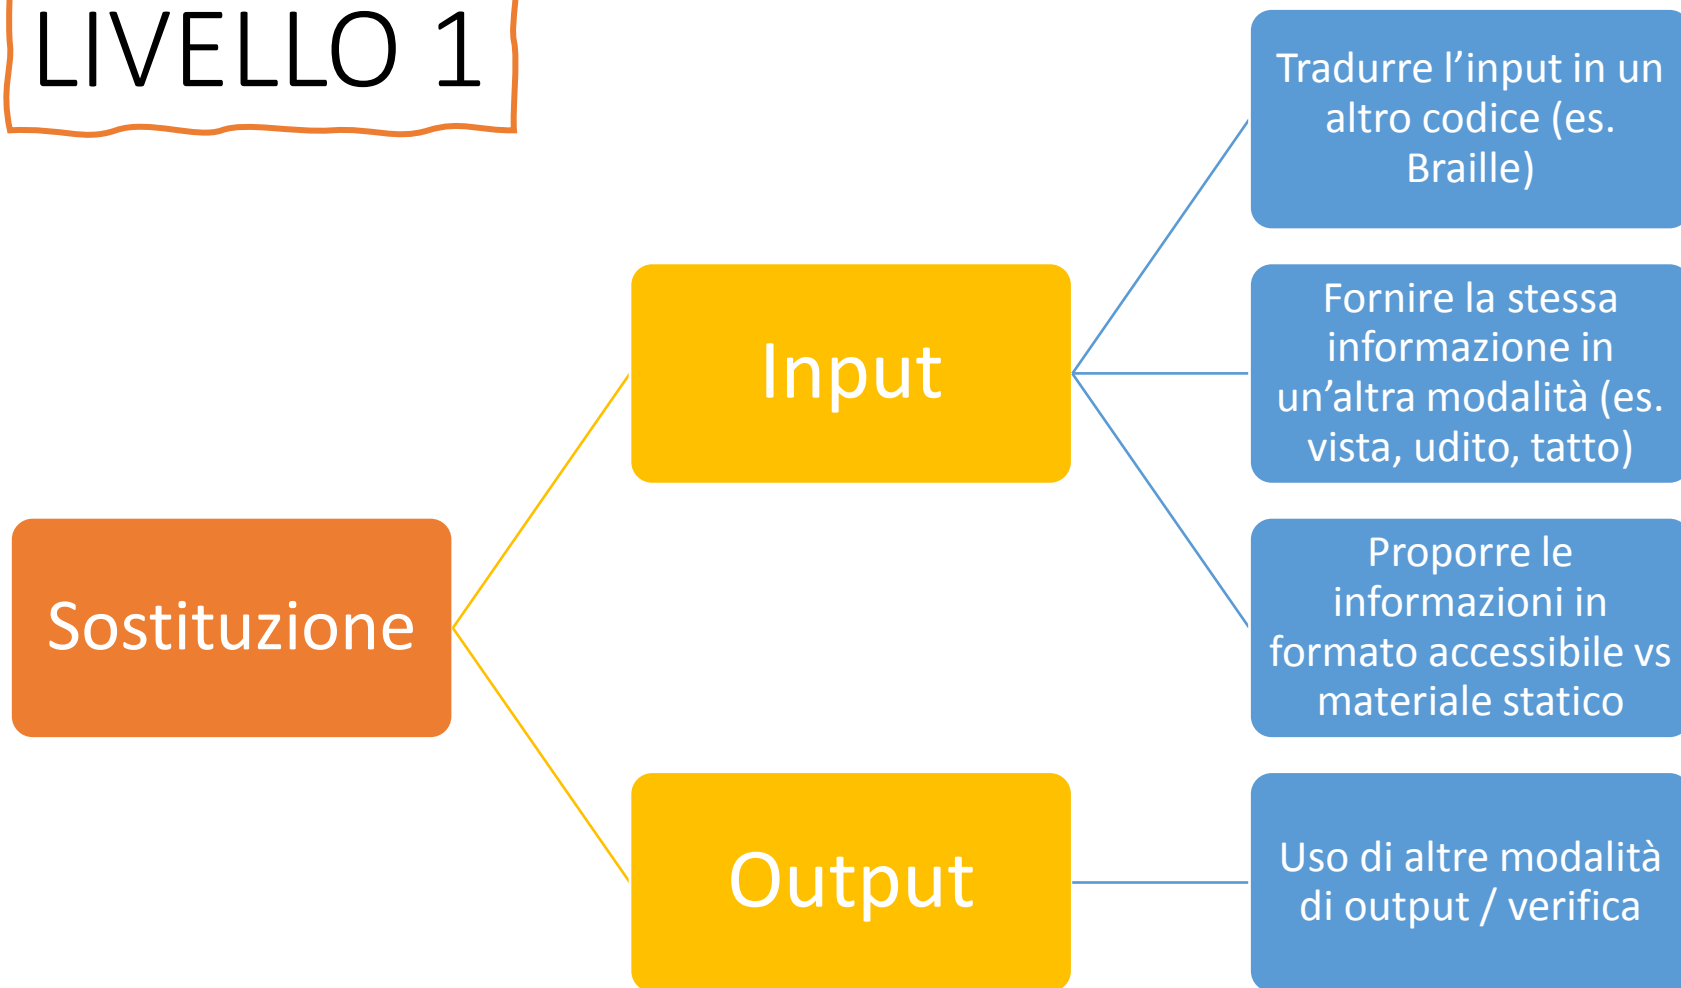 LIVELLO 1
Sostituzione
Input
Tradurre l’input in un
altro codice (es.
Braille)
Fornire la stessa
informazione in
un’altra modalità (es.
vista, udito, tatto)
Proporre le
informazioni in
formato accessibile vs
materiale statico
Output
Uso di altre modalità
di output / verifica